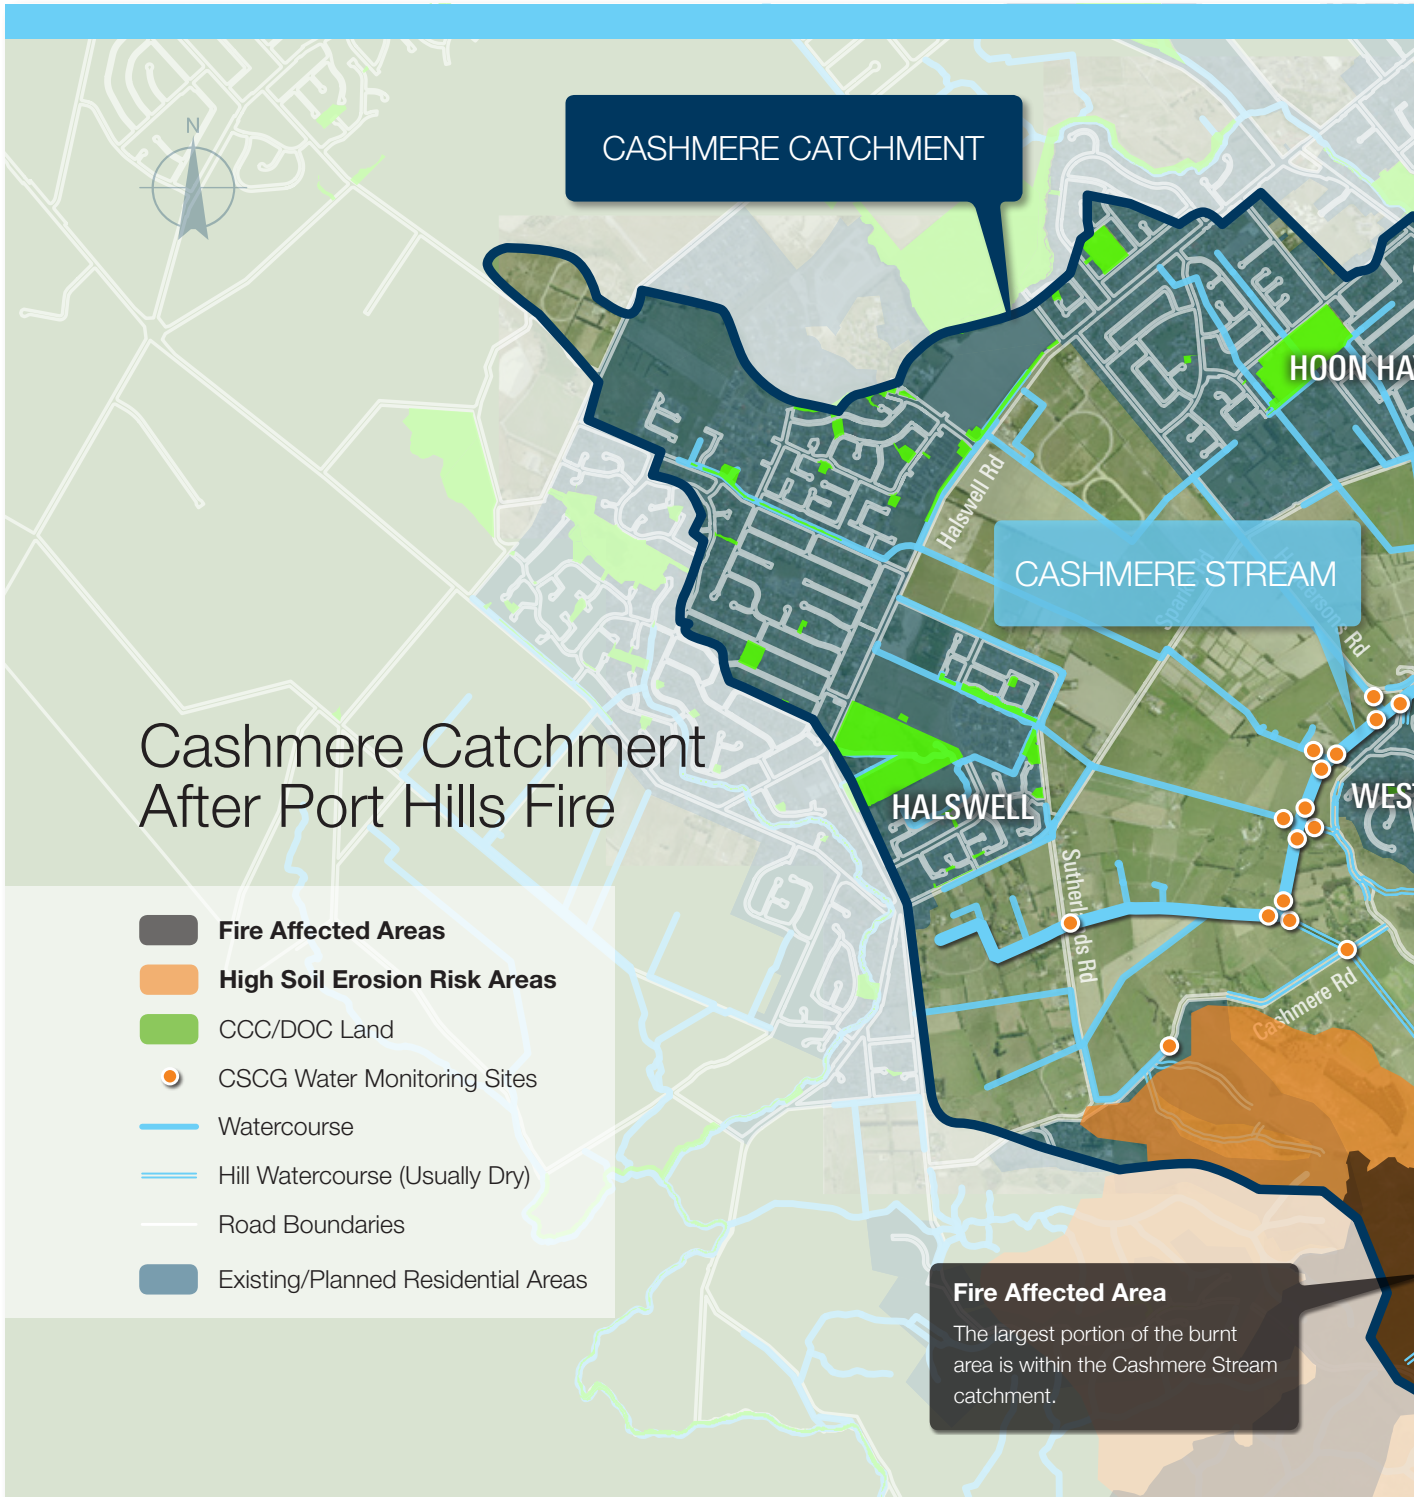 N
CASHMERE CATCHMENT
HOON HA
Halswell Rd
CASHMERE STREAM
Rd
Cashmere Catchment
After Port Hills Fire
HALSWELL
WEST
Sutherlands Rd
Cashmere Rd
Fire Affected Areas
High Soil Erosion Risk Areas
CCC/DOC Land
CSCG Water Monitoring Sites
Watercourse
Hill Watercourse (Usually Dry)
Road Boundaries
Existing/Planned Residential Areas
Fire Affected Area
The largest portion of the burnt
area is within the Cashmere Stream
catchment.